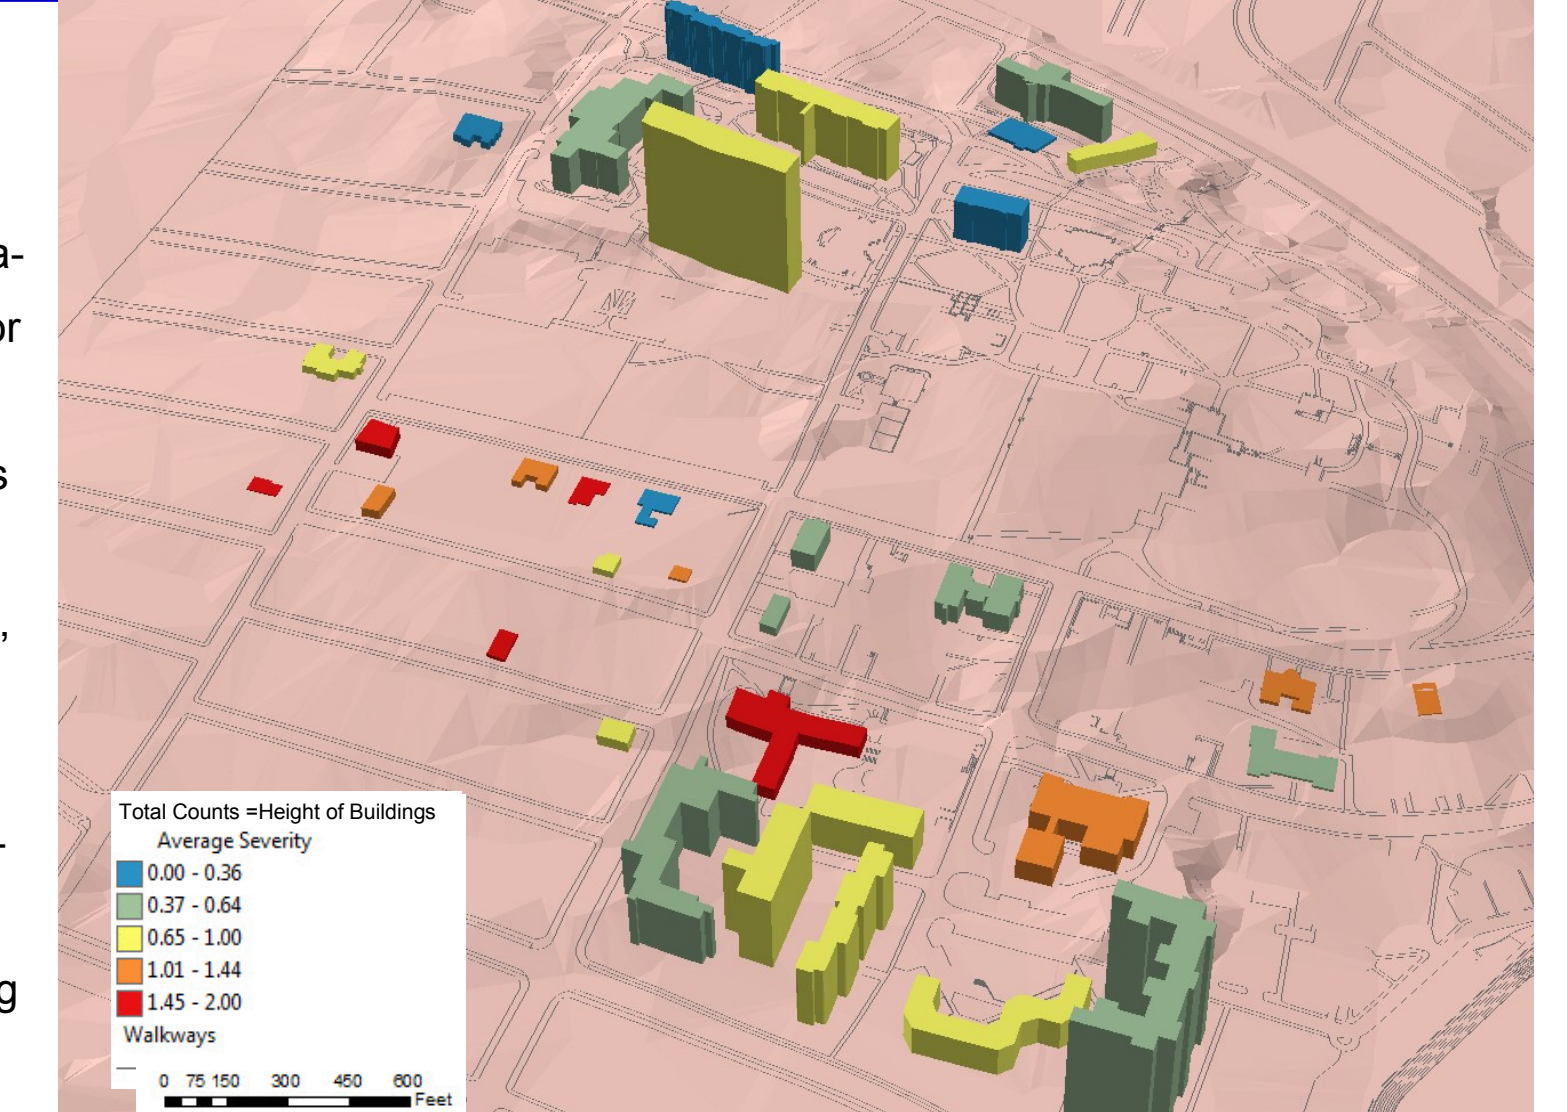 a-
or
s
,
-
g
Total Counts =Height of Buildings
Average Severity
0.00 - 0.36
0.37 - 0.64
0.65 - 1.00
1.01 - 1.44
1.45 - 2.00
Walkways
0 75 150 300 450 600
Feet